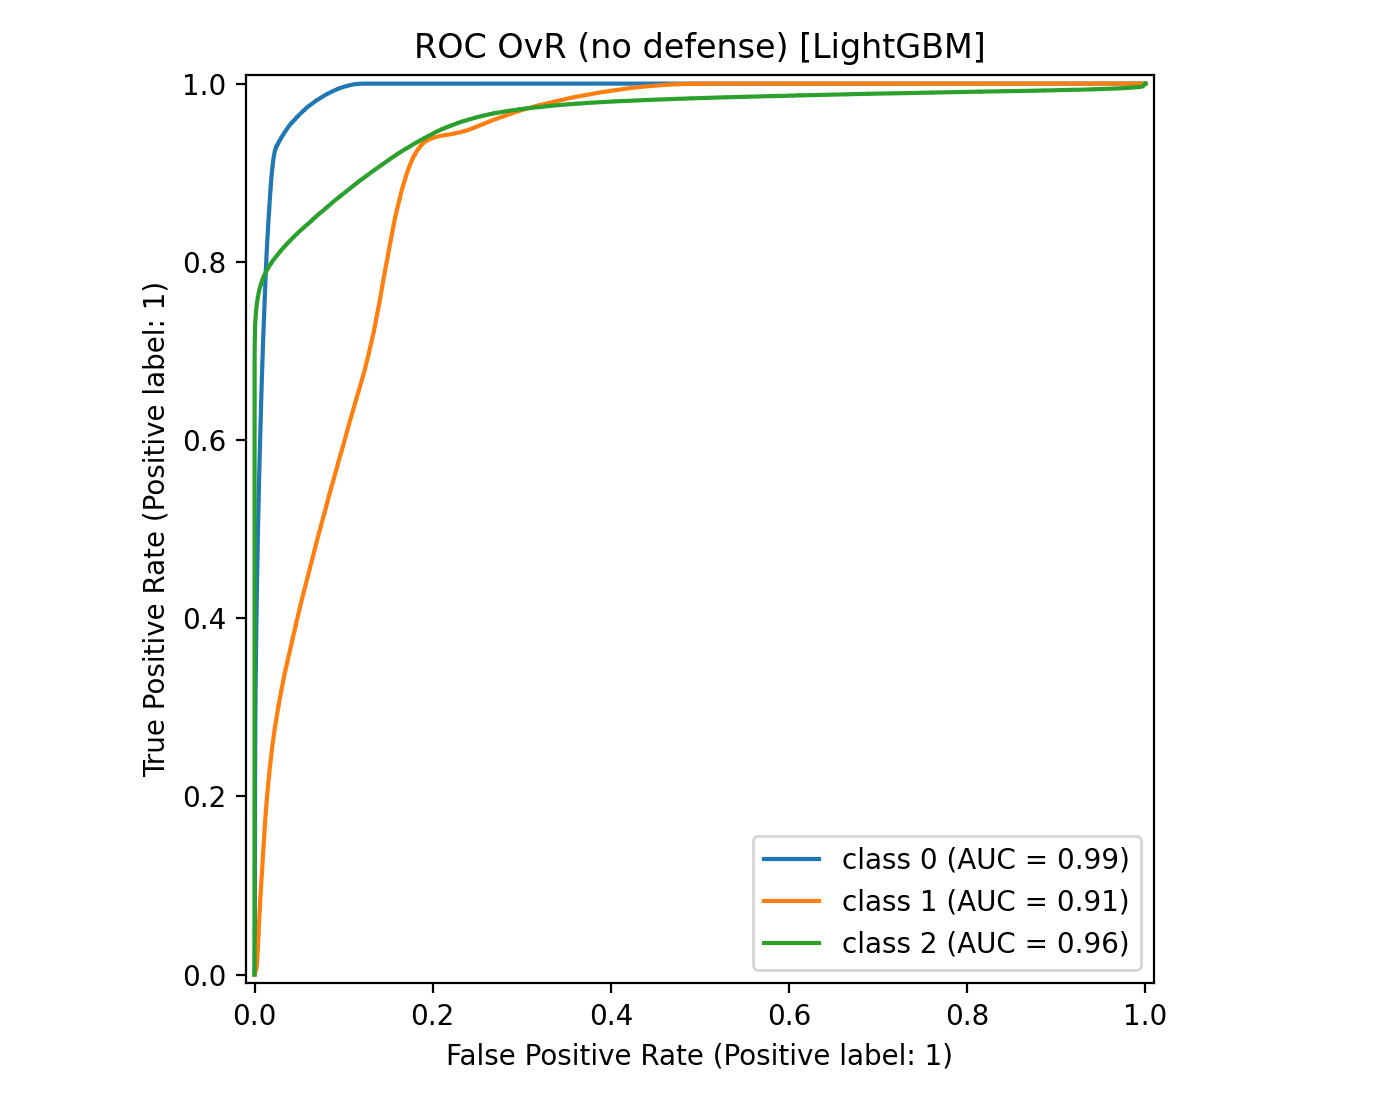 ROC OvR (no defense) [LightGBM]
True Positive Rate (Positive label: 1)
1.0
0.8
0.6
0.4
0.2
0.0
class 0 (AUC = 0.99)
class 1 (AUC = 0.91)
class 2 (AUC = 0.96)
0.0 0.2 0.4 0.6 0.8 1.0
False Positive Rate (Positive label: 1)